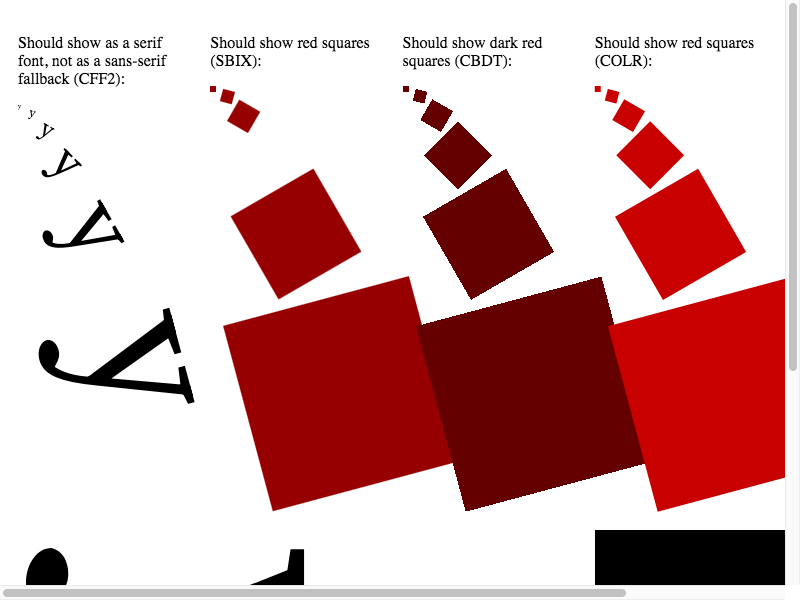 Should show as a serif
font, not as a sans-serif
fallback (CFF2):
y
y
y
y
y
y
Should show red squares
(SBIX):
Should show dark red
squares (CBDT):
Should show red squares
(COLR):